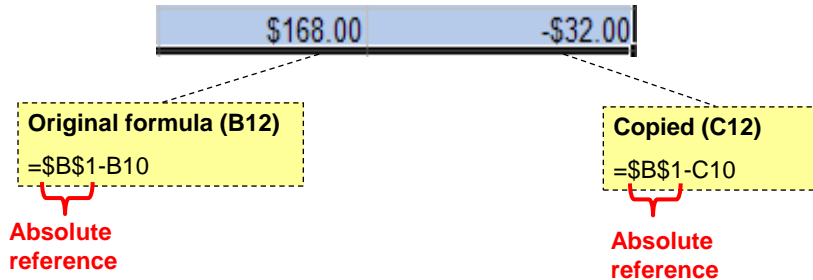 $168.00 -$32.00
Original formula (B12)
=$B$1-B10
Absolute
reference
Copied (C12)
=$B$1-C10
Absolute
reference